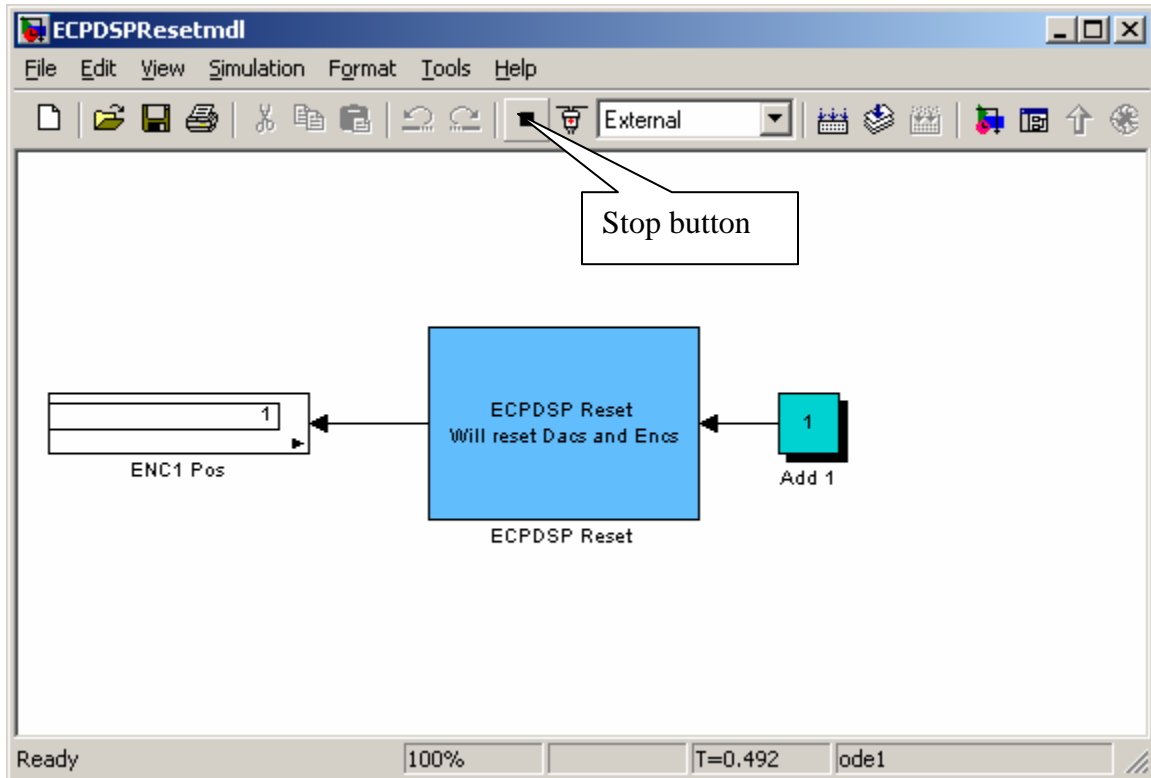 ECPDSPResetmdl
File Edit View Simulation Format Tools Help
External
Stop button
ECPDSP Reset
Will reset Dacs and Encs
1
1
ENC1 Pos
Add 1
ECPDSP Reset
Ready 100% T=0.492 ode1